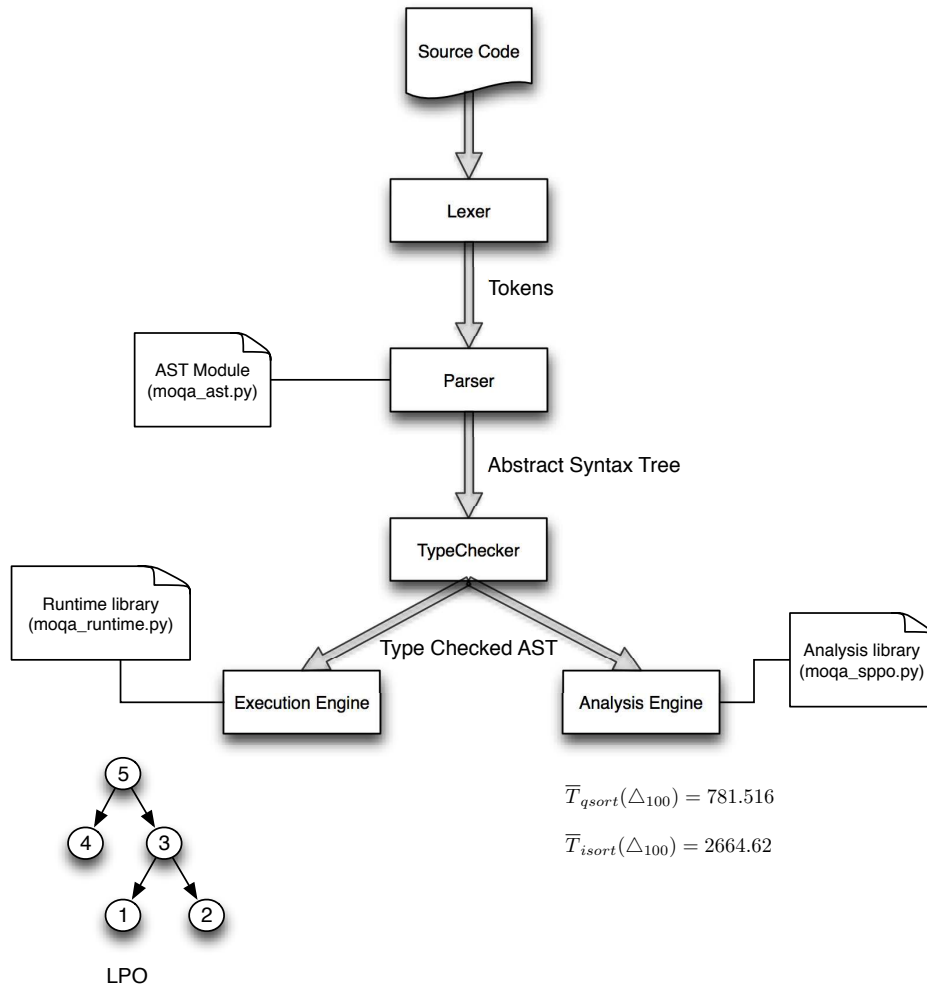 Source Code
Lexer
Tokens
AST Module
(moqa_ast.py)
Parser
Abstract Syntax Tree
TypeChecker
Runtime library
(moqa_runtime.py)
Type Checked AST
Analysis library
(moqa_sppo.py)
Execution Engine
Analysis Engine
5
4
3
1
2
LPO
T̅_{qsort}(△_{100}) = 781.516
T̅_{isort}(△_{100}) = 2664.62